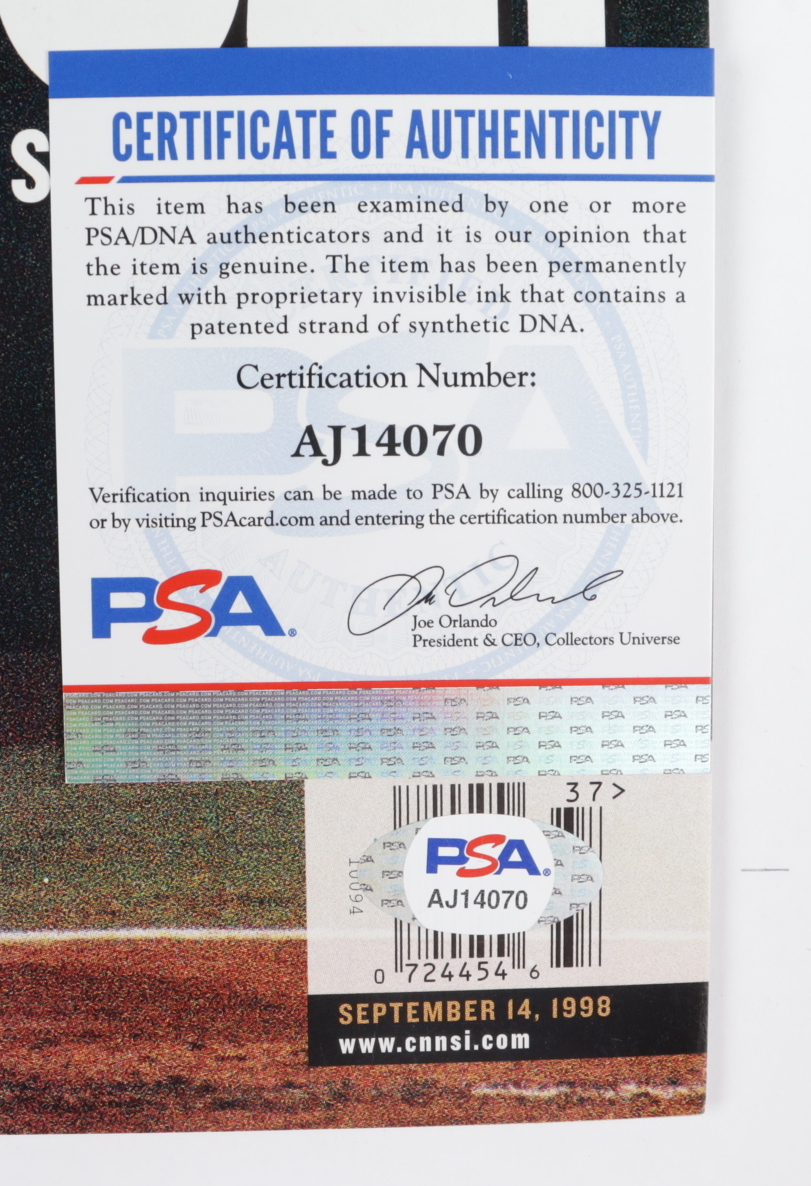 S
CERTIFICATE OF AUTHENTICITY
This item has been examined by one or more
PSA/DNA authenticators and it is our opinion that
the item is genuine. The item has been permanently
marked with proprietary invisible ink that contains a
patented strand of synthetic DNA.
Certification Number:
AJ14070
Verification inquiries can be made to PSA by calling 800-325-1121
or by visiting PSAcard.com and entering the certification number above.
PSA®
Joe Orlando
President & CEO, Collectors Universe
37>
10094
PSA®
AJ14070
0 724454 6
SEPTEMBER 14, 1998
www.cnnsi.com